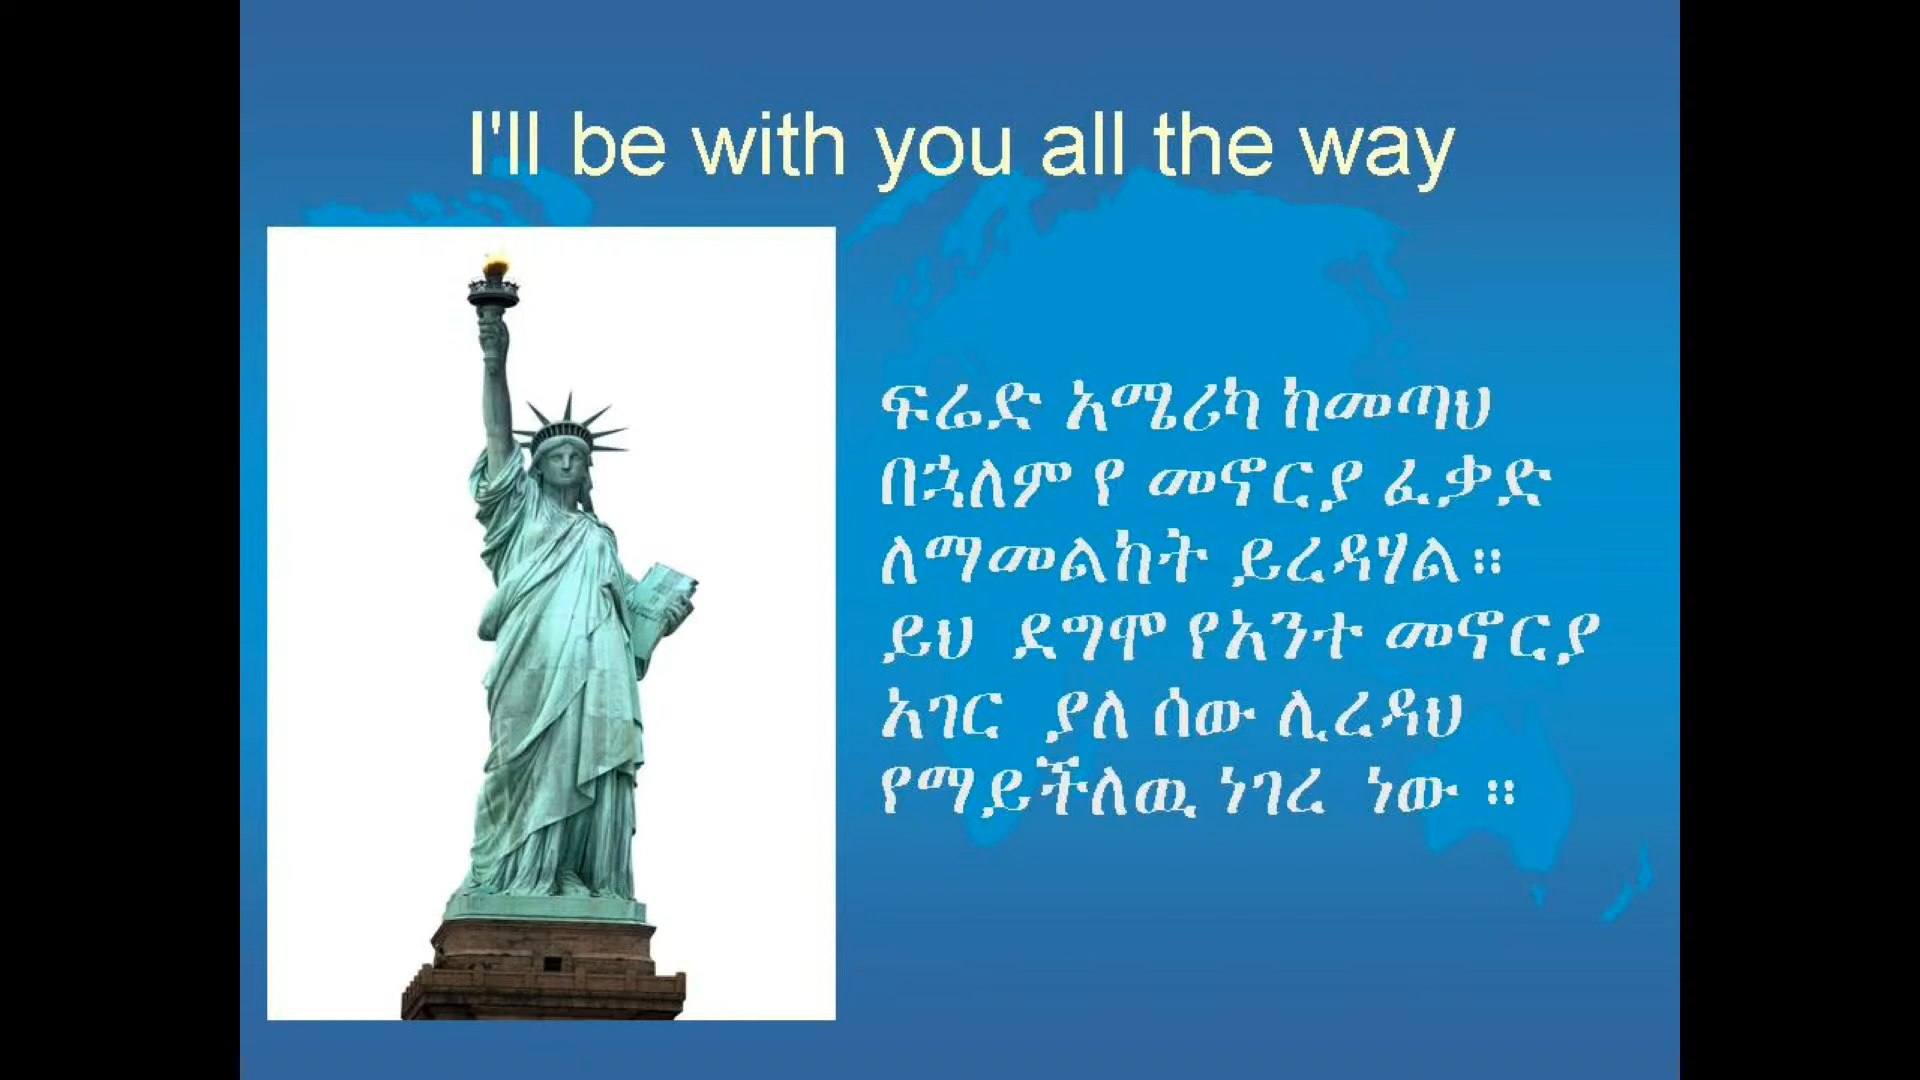 I'll be with you all the way
ፍሬድ አሜሪካ ከመጣህ
በኋለም የ መኖርያ ፈቃድ
ለማመልከት ይረዳሃል።
ይህ ደግሞ የአንተ መኖርያ
አገር ያለ ሰው ሊረዳህ
የማይችለዉ ነገረ ነው ።